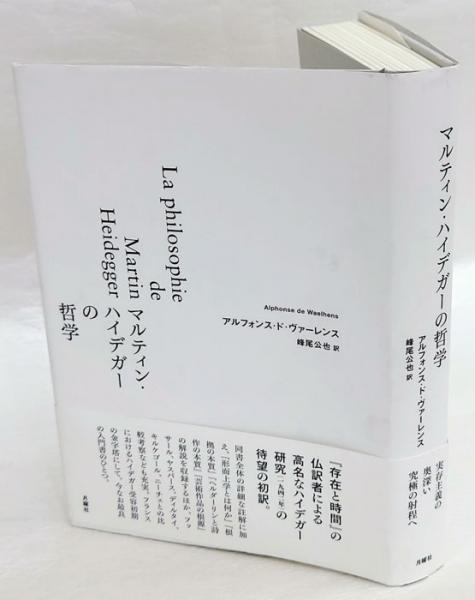 La philosophie
de
Martin
Heidegger
マルティン・
ハイデガー
の
哲学
Alphonse de Waelhens
アルフォンス・ド・ヴァーレンス
峰尾公也 訳
『存在と時間』の
仏訳者による
高名なハイデガー
研究(一九四二年)の
待望の初訳。
同書全体の詳細な註解に加
え、「形而上学とは何か」「根
拠の本質」「ヘルダーリンと詩
作の本質」「芸術作品の根源」
の解説を収録するほか、フッ
サール、ヤスパース、ディルタイ、
キルケゴール、ニーチェとの比
較考察なども充実。フランス
におけるハイデガー受容初期
の金字塔にして、今なお最良
の入門書のひとつ。
月曜社
マルティン・ハイデガーの哲学
アルフォンス・ド・ヴァーレンス
峰尾公也 訳
実存主義の
奥深い
究極の射程へ
月曜社